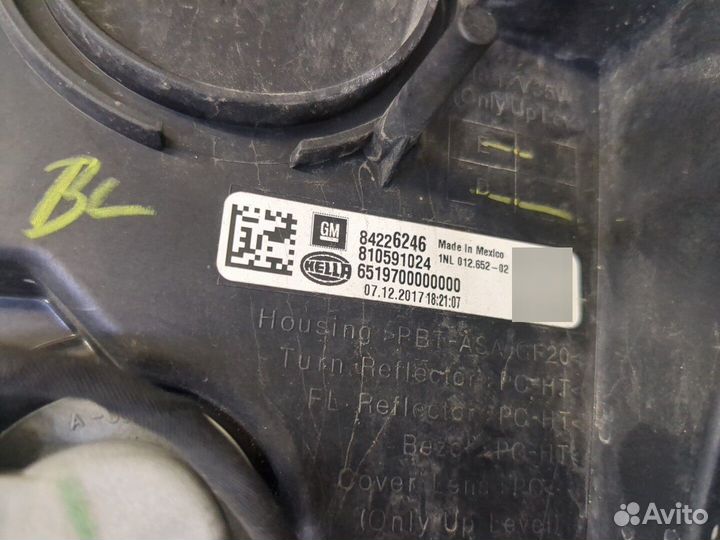 (Only Up Lev
BL
GM
84226246 Made in Mexico
810591024 1NL 012.652-02
HELLA
6519700000000
07.12.2017 18:21:07
Housing >PBT-ASA-GF20<
Turn Reflector >PC-HT<
FL Reflector >PC-HT<
Bezel >PC-HT
Cover Lens >PC<
(Only Up Level)
Avito